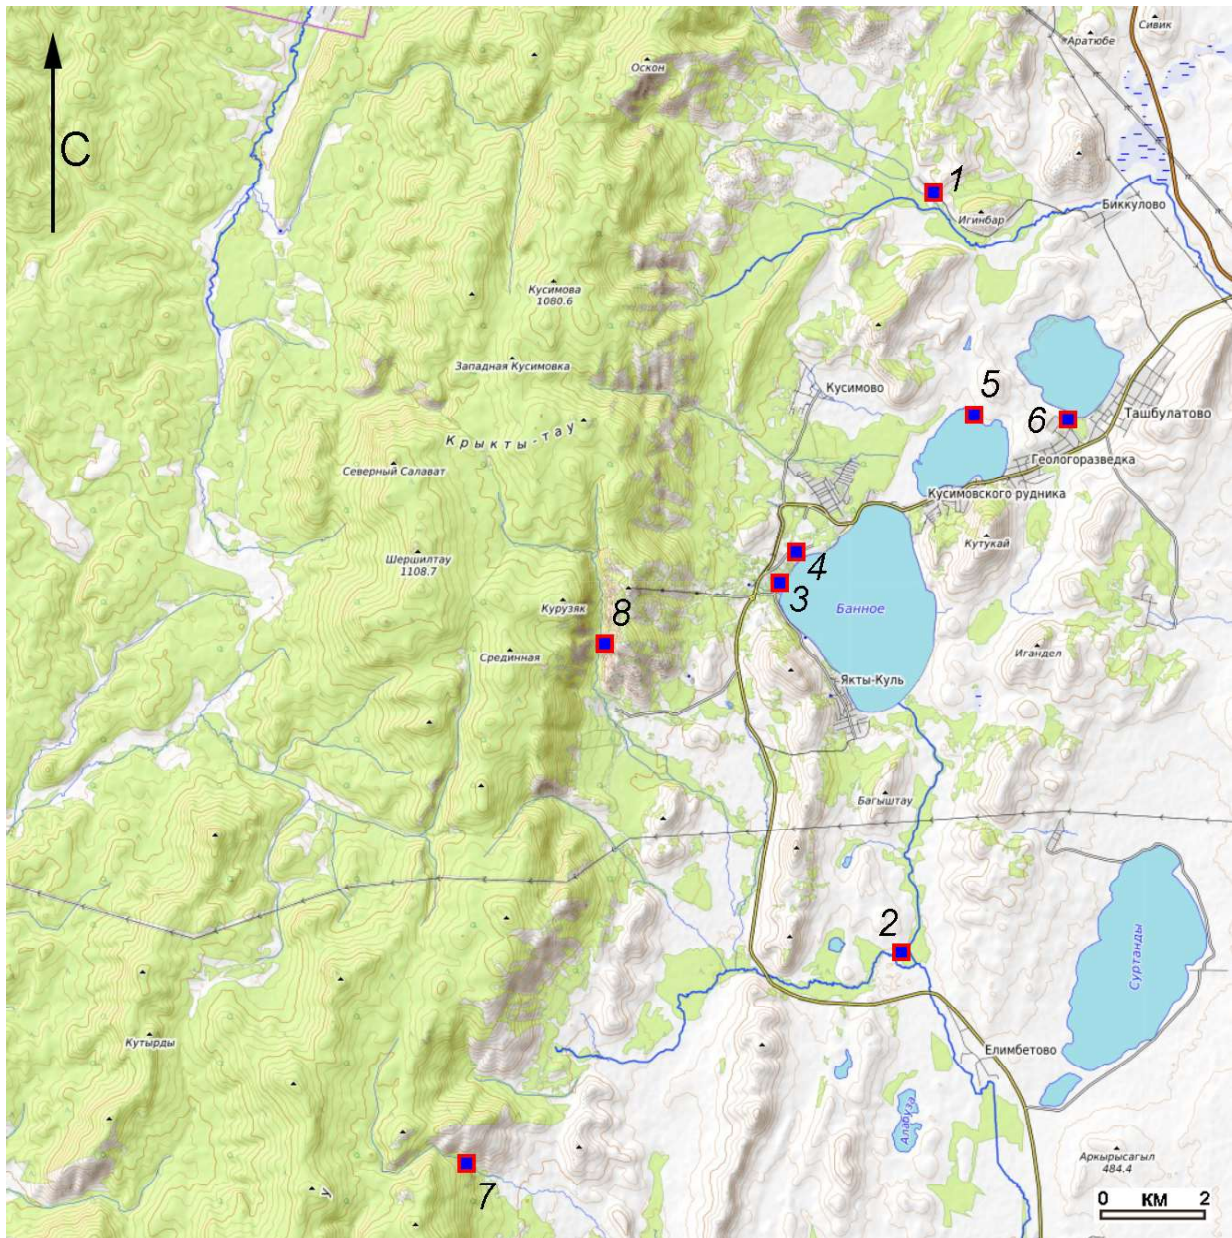 Сивик
Аратюбе
Оскон
С
1
Игинбар
Биккулово
Кусимова
1080.6
Западная Кусимовка
Кусимово
5
6
Ташбулатово
Крыкты-тау
Северный Салават
Геологоразведка
Кусимовского рудника
Кутукай
Шершилтау
1108.7
4
3
Курузяк
Банное
8
Срединная
Игандел
Якты-Куль
Багыштау
2
Суртанды
Кутырды
Елимбетово
Алабуза
Аркырысагыл
484.4
7
у
0 км 2